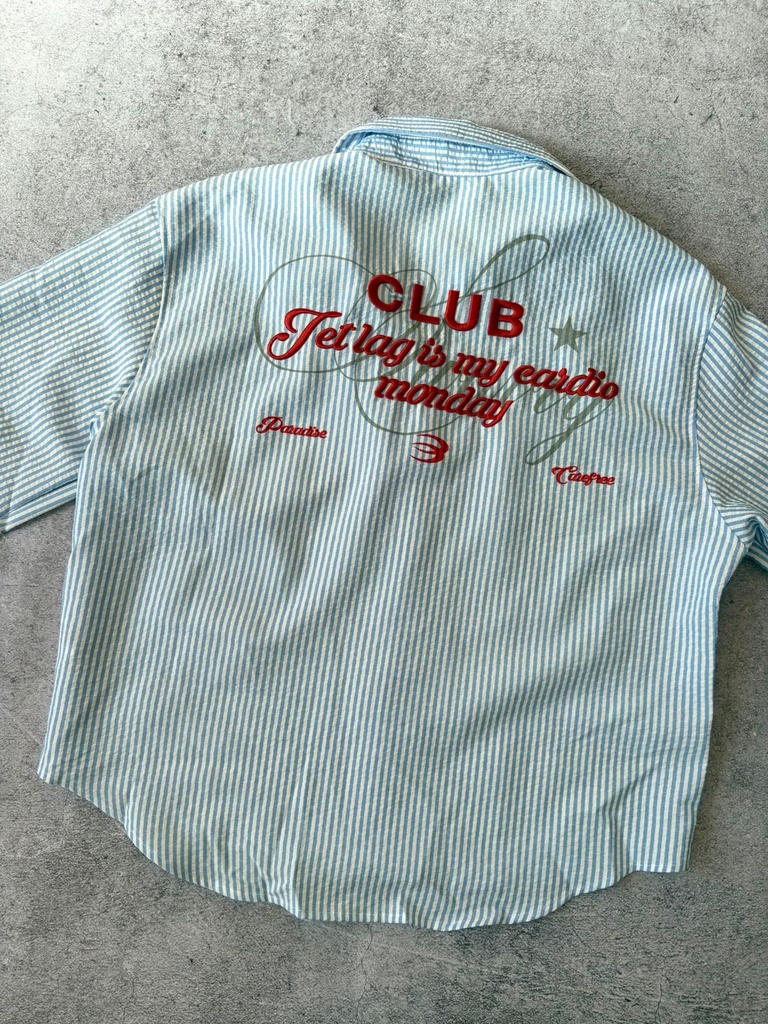 CLUB
Jet lag is my cardio
monday
Paradise
Carefree